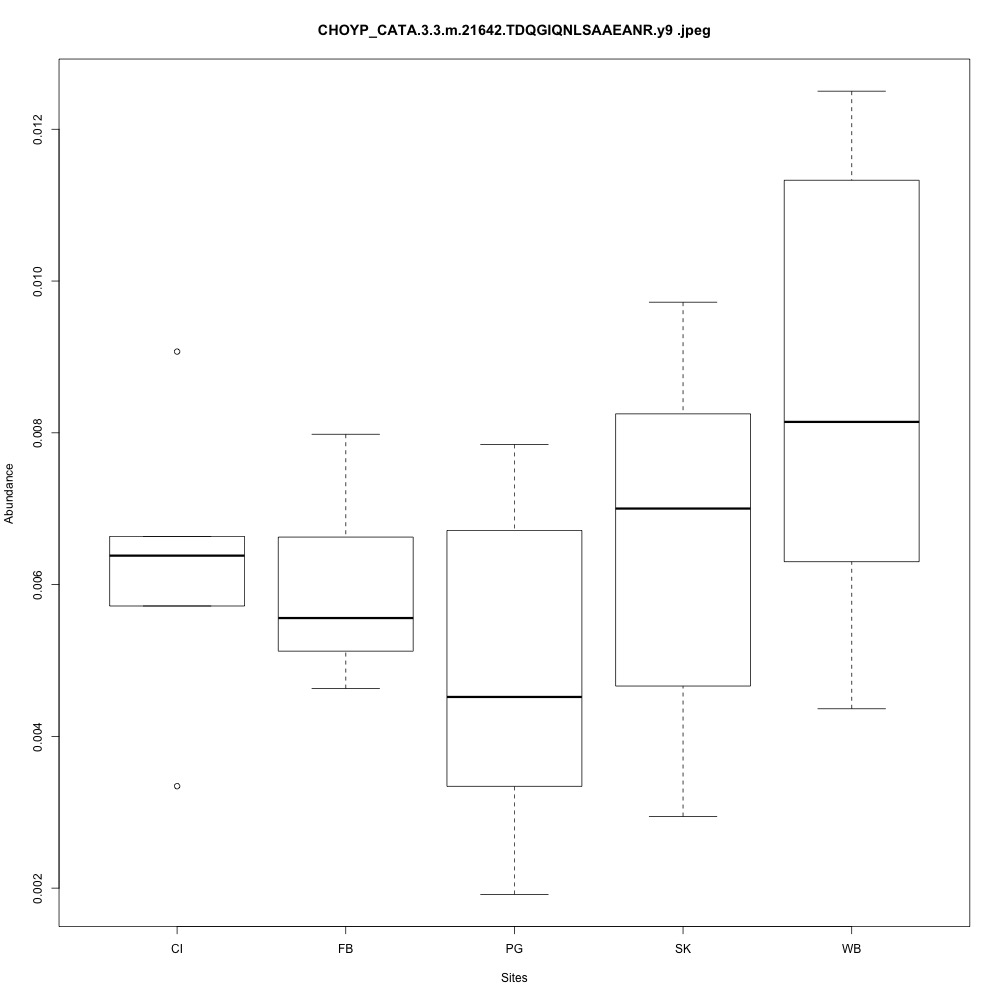 CHOYP_CATA.3.3.m.21642.TDQGIQNLSAAEANR.y9 .jpeg
Abundance
0.012
0.010
0.008
0.006
0.004
0.002
CI FB PG SK WB
Sites